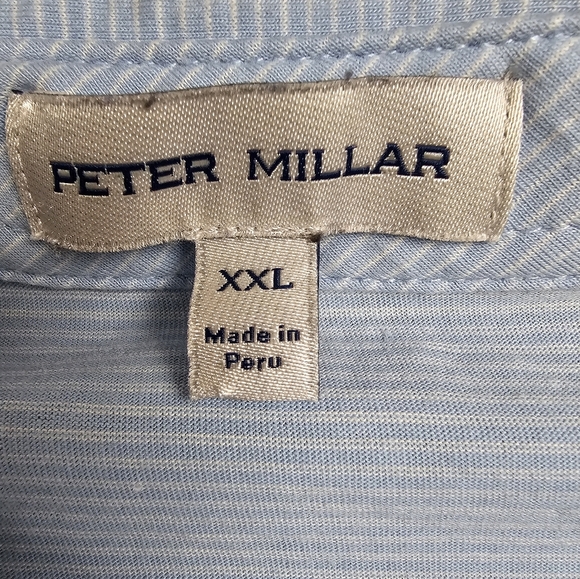 PETER MILLAR
XXL
Made in
Peru